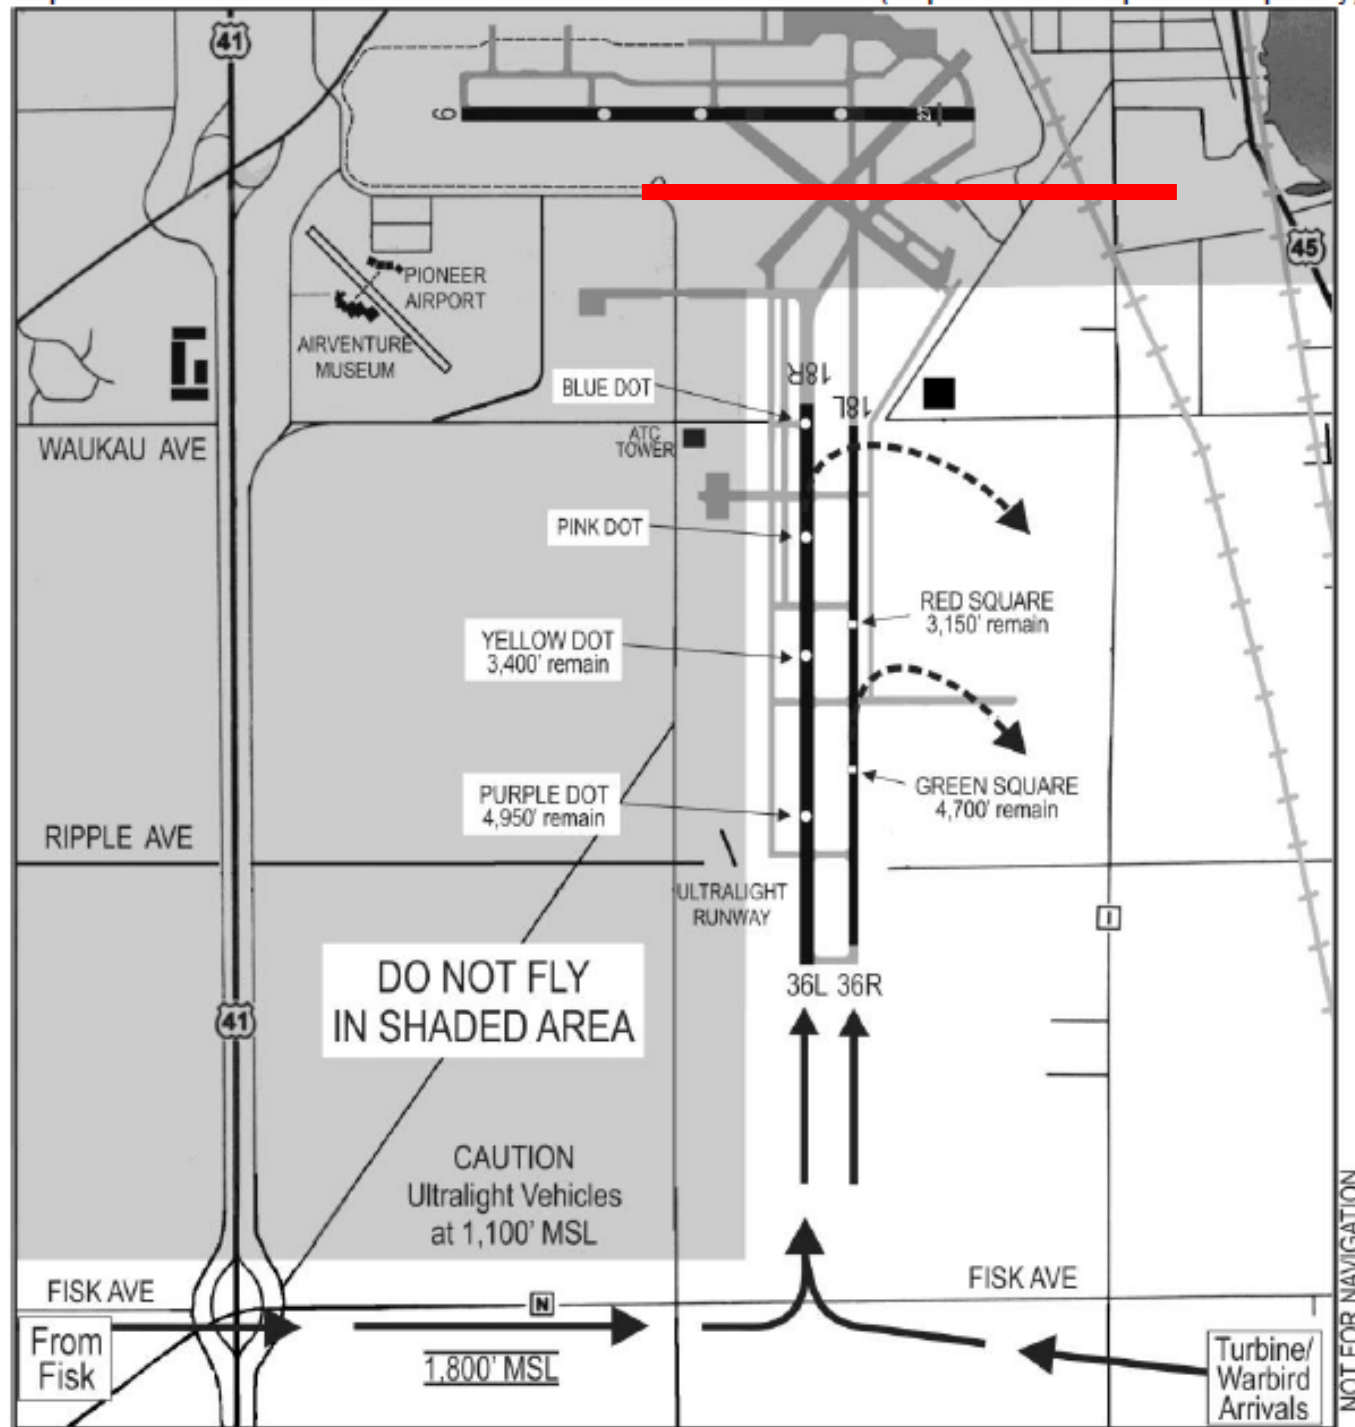 41
9
27
45
PIONEER
AIRPORT
AIRVENTURE
MUSEUM
18R
18L
BLUE DOT
WAUKAU AVE
ATC
TOWER
PINK DOT
RED SQUARE
3,150' remain
YELLOW DOT
3,400' remain
PURPLE DOT
4,950' remain
GREEN SQUARE
4,700' remain
RIPPLE AVE
ULTRALIGHT
RUNWAY
I
DO NOT FLY
IN SHADED AREA
36L 36R
41
CAUTION
Ultralight Vehicles
at 1,100' MSL
FISK AVE
FISK AVE
N
From
Fisk
1,800' MSL
Turbine/
Warbird
Arrivals
NOT FOR NAVIGATION